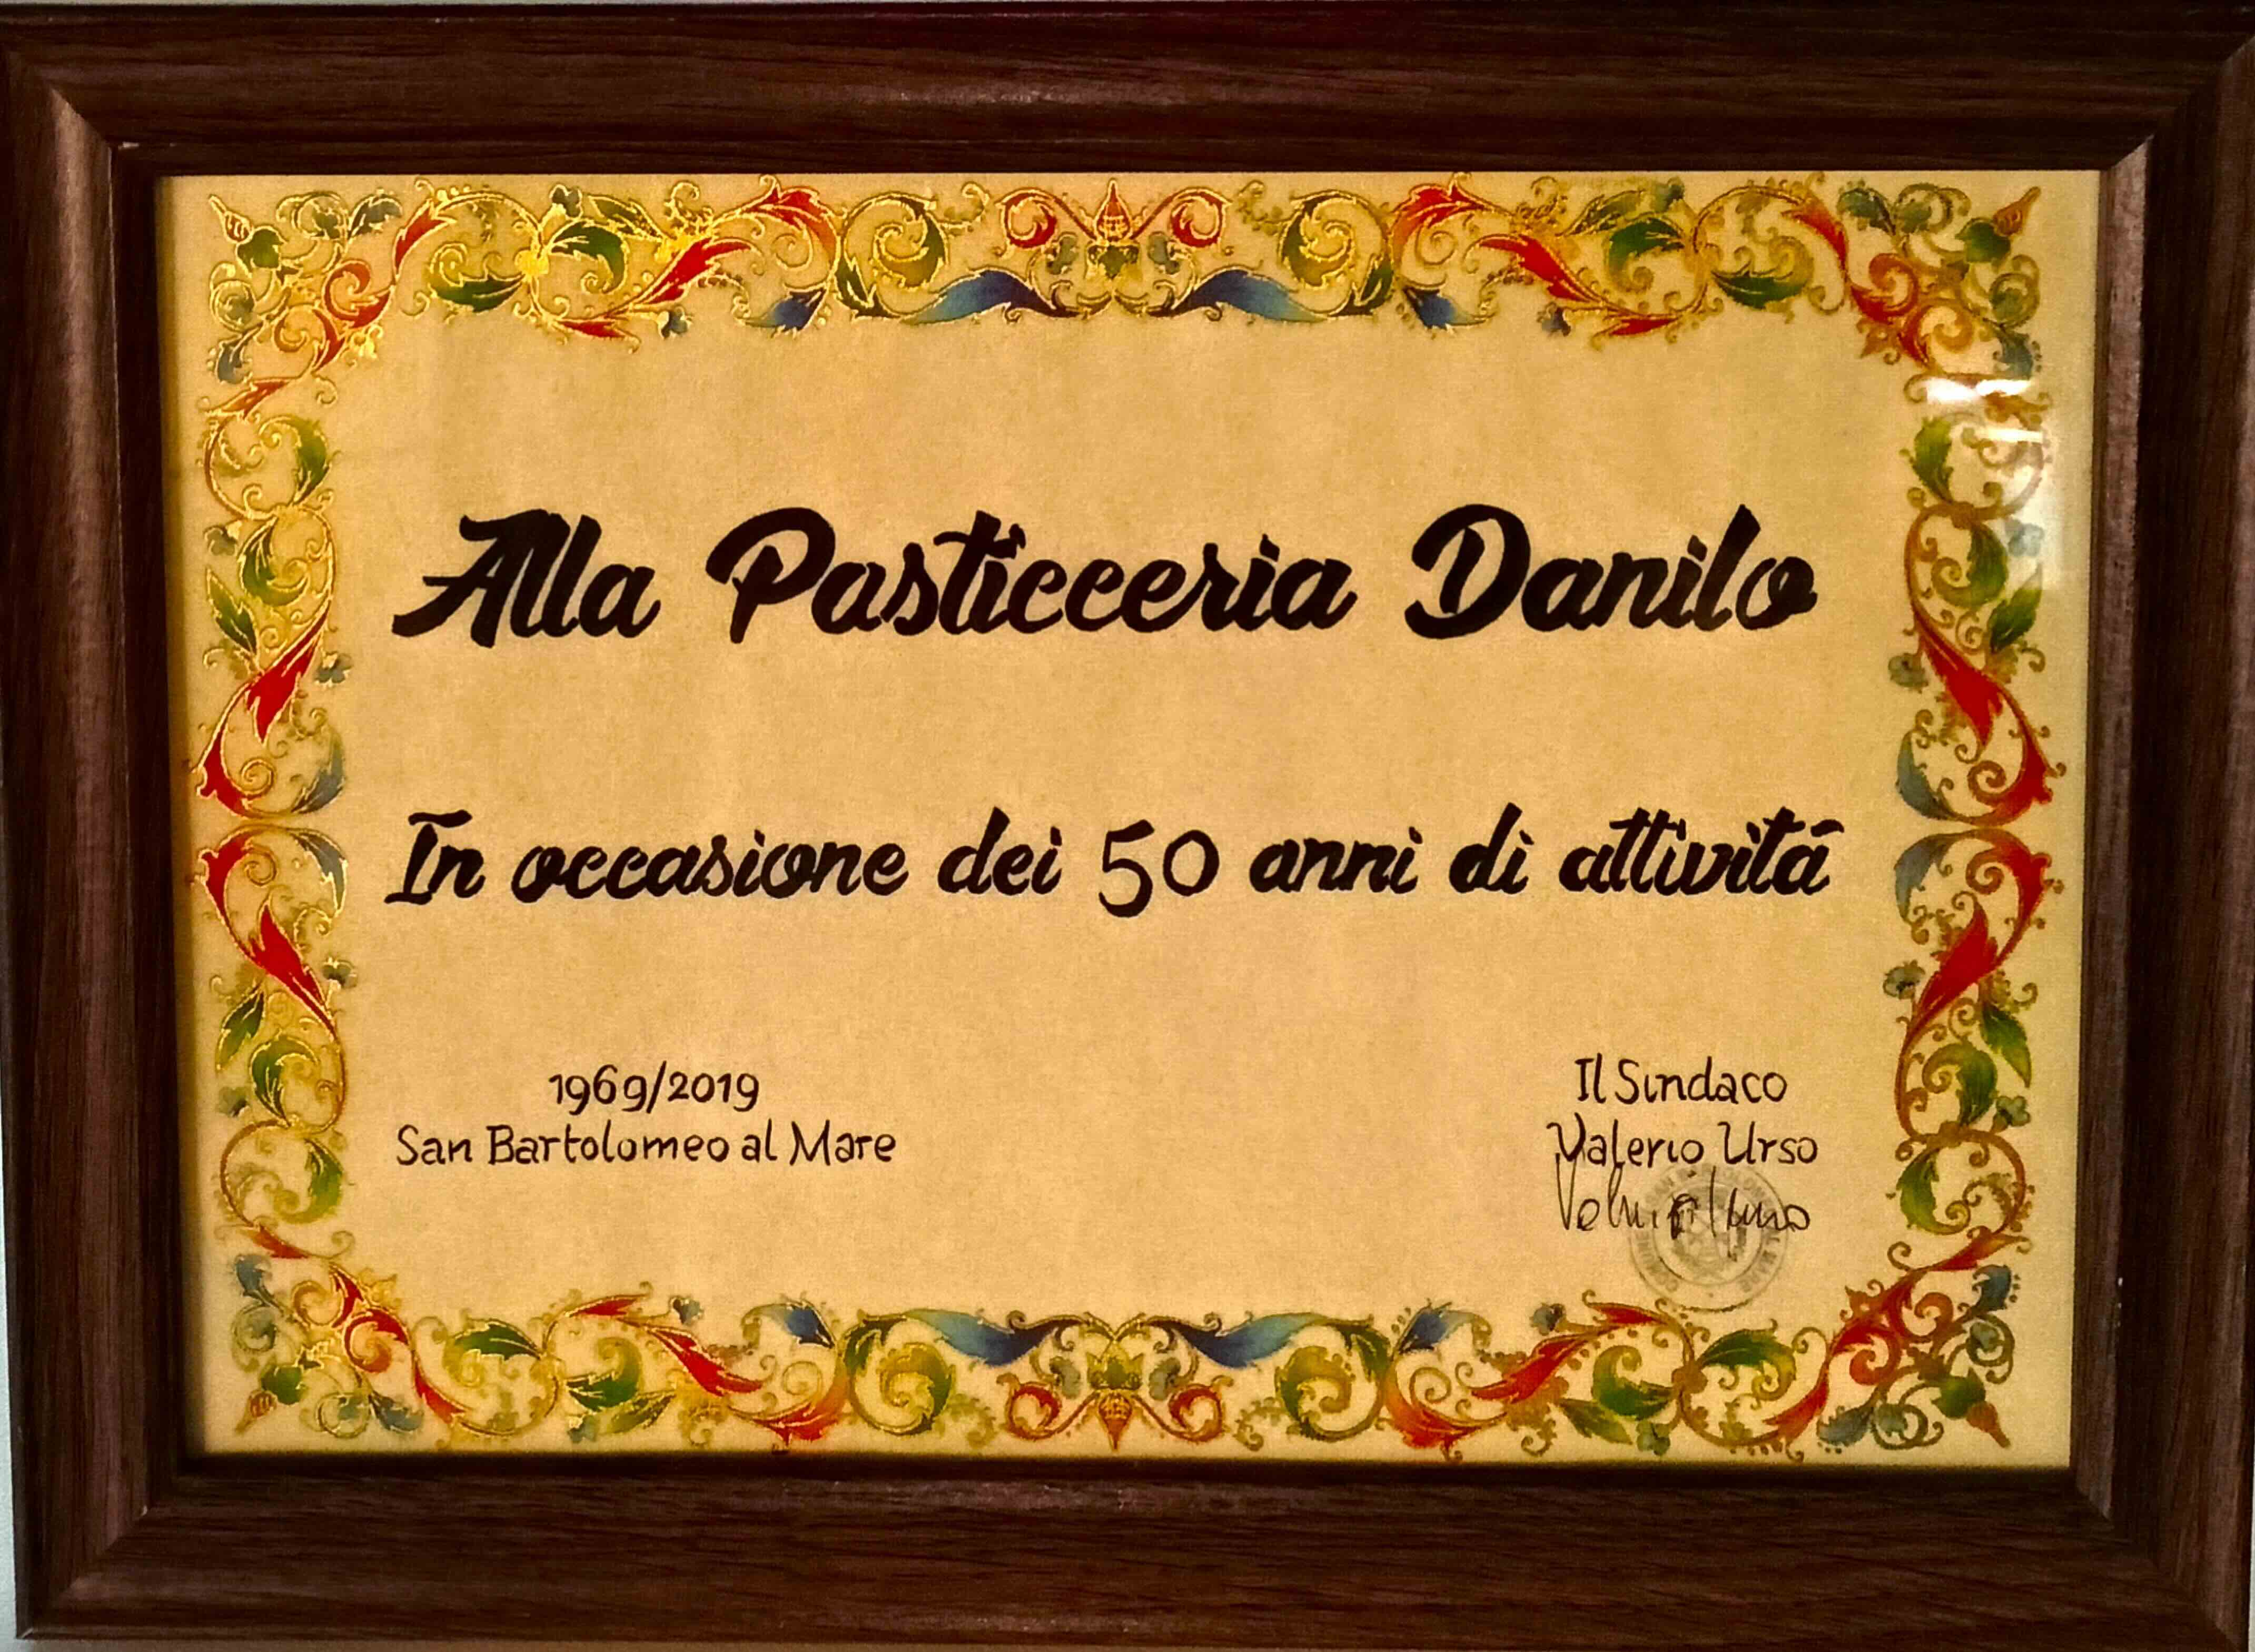 Alla Pasticceria Danilo
In occasione dei 50 anni di attivitá
1969/2019
San Bartolomeo al Mare
Il Sindaco
Valerio Urso